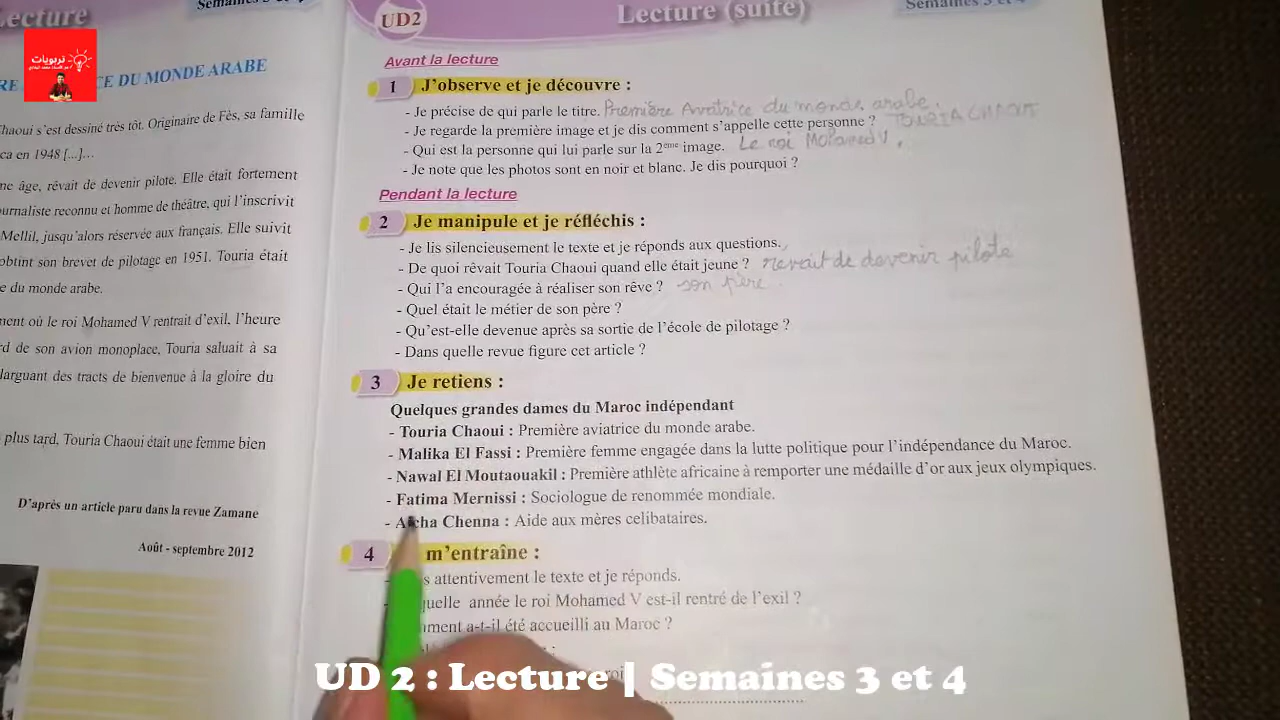 Lecture
Semaines 3 et 4
تربويات
CE DU MONDE ARABE
Chaoui s'est dessiné très tôt. Originaire de Fès, sa famille
ca en 1948 [...]...
ne âge, rêvait de devenir pilote. Elle était fortement
ournaliste reconnu et homme de théâtre, qui l'inscrivit
Mellil, jusqu'alors réservée aux français. Elle suivit
obtint son brevet de pilotage en 1951. Touria était
e du monde arabe.
ment où le roi Mohamed V rentrait d'exil, l'heure
rd de son avion monoplace, Touria saluait à sa
larguant des tracts de bienvenue à la gloire du
plus tard, Touria Chaoui était une femme bien
D'après un article paru dans la revue Zamane
Août - septembre 2012
UD2
Lecture (suite)
Semaines 3 et 4
Avant la lecture
1 J'observe et je découvre :
- Je précise de qui parle le titre. Première Avatrice du monde arabe.
- Je regarde la première image et je dis comment s'appelle cette personne ? TOURIA CHAOUI
- Qui est la personne qui lui parle sur la 2ème image. Le roi Mohamed V.
- Je note que les photos sont en noir et blanc. Je dis pourquoi ?
Pendant la lecture
2 Je manipule et je réfléchis :
- Je lis silencieusement le texte et je réponds aux questions.
- De quoi rêvait Touria Chaoui quand elle était jeune ? revait de devenir pilote
- Qui l'a encouragée à réaliser son rêve ? son père.
- Quel était le métier de son père ?
- Qu'est-elle devenue après sa sortie de l'école de pilotage ?
- Dans quelle revue figure cet article ?
3 Je retiens :
Quelques grandes dames du Maroc indépendant
- Touria Chaoui : Première aviatrice du monde arabe.
- Malika El Fassi : Première femme engagée dans la lutte politique pour l'indépendance du Maroc.
- Nawal El Moutaouakil : Première athlète africaine à remporter une médaille d'or aux jeux olympiques.
- Fatima Mernissi : Sociologue de renommée mondiale.
- Aicha Chenna : Aide aux mères celibataires.
4 m'entraîne :
s attentivement le texte et je réponds.
quelle année le roi Mohamed V est-il rentré de l'exil ?
mment a-t-il été accueilli au Maroc ?
UD 2 : Lecture | Semaines 3 et 4